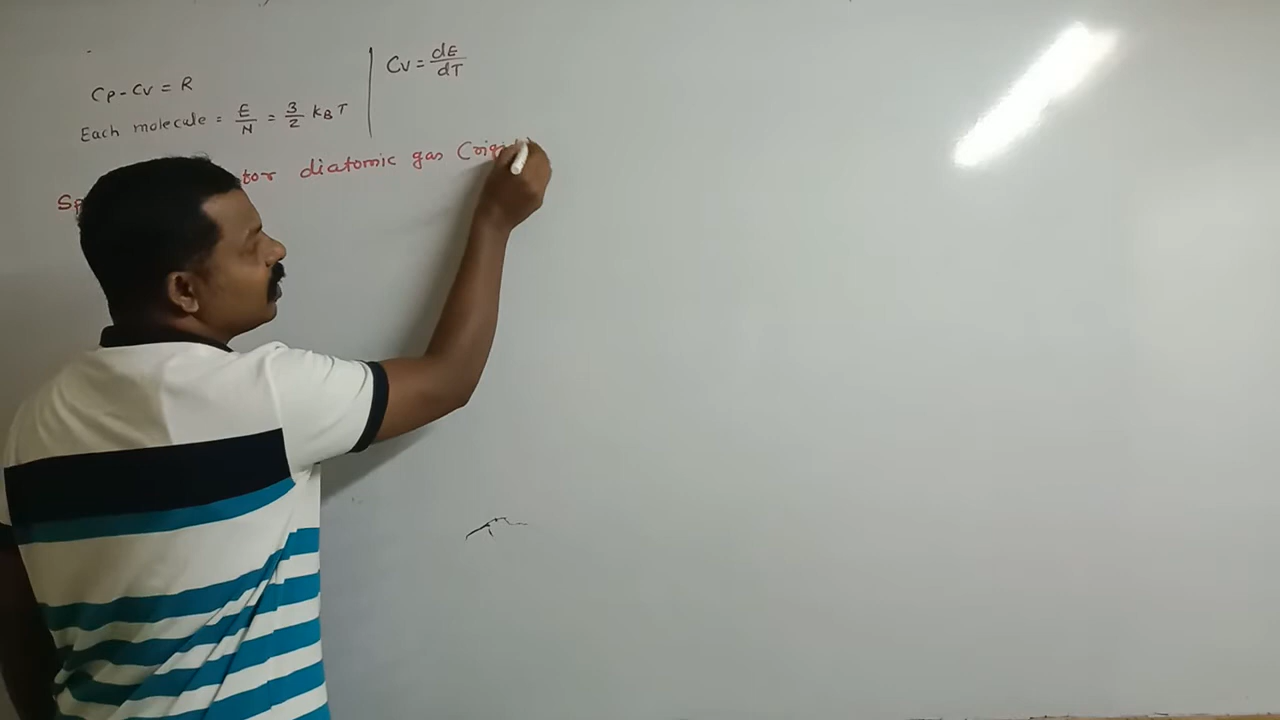 Cp - Cv = R
Each molecule = E/N = 3/2 kB T
Cv = dE/dT
diatomic gas